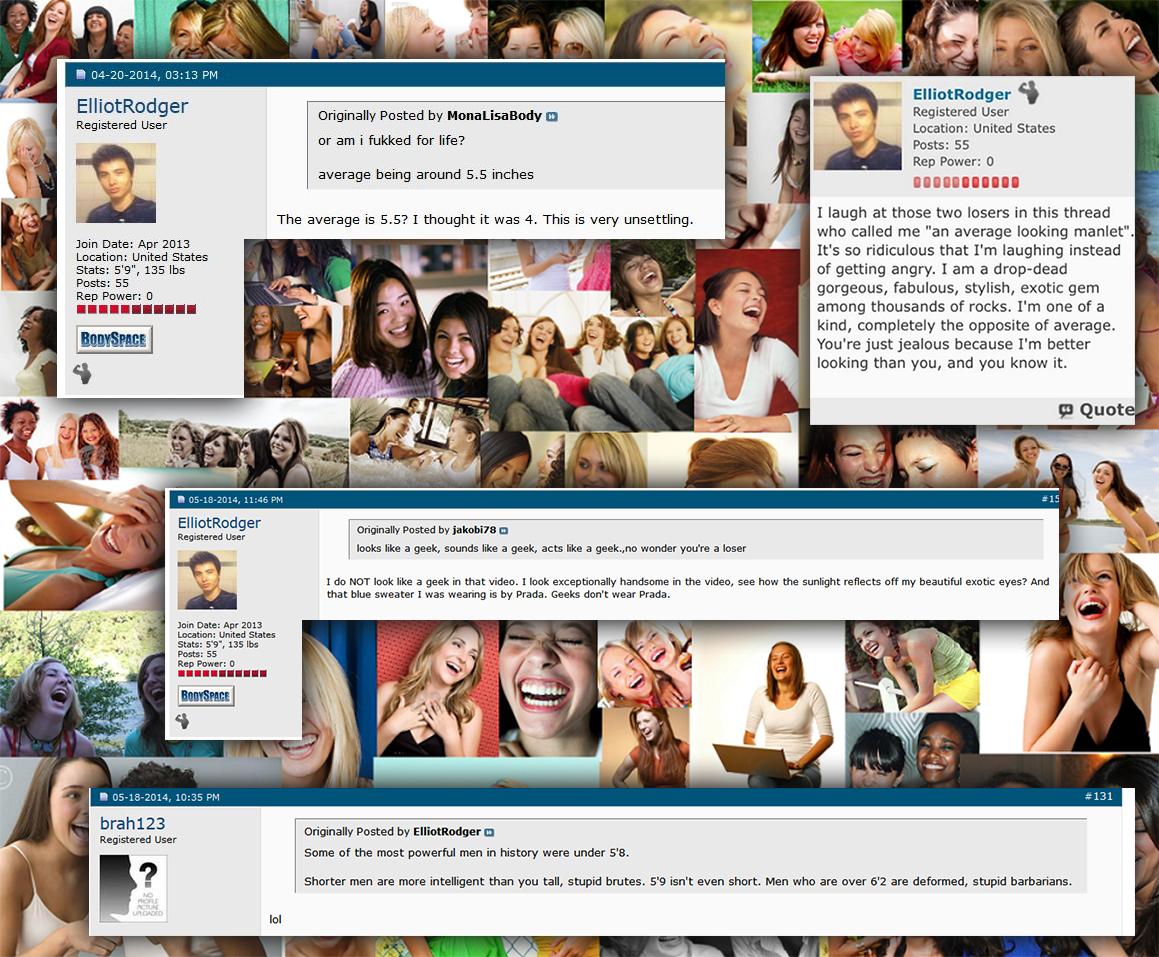 04-20-2014, 03:13 PM
ElliotRodger
Registered User
Join Date: Apr 2013
Location: United States
Stats: 5'9", 135 lbs
Posts: 55
Rep Power: 0
BODYSPACE
Originally Posted by MonaLisaBody
or am i fukked for life?
average being around 5.5 inches
The average is 5.5? I thought it was 4. This is very unsettling.
ElliotRodger
Registered User
Location: United States
Posts: 55
Rep Power: 0
I laugh at those two losers in this thread
who called me "an average looking manlet".
It's so ridiculous that I'm laughing instead
of getting angry. I am a drop-dead
gorgeous, fabulous, stylish, exotic gem
among thousands of rocks. I'm one of a
kind, completely the opposite of average.
You're just jealous because I'm better
looking than you, and you know it.
Quote
05-18-2014, 11:46 PM
#15
ElliotRodger
Registered User
Join Date: Apr 2013
Location: United States
Stats: 5'9", 135 lbs
Posts: 55
Rep Power: 0
BODYSPACE
Originally Posted by jakobi78
looks like a geek, sounds like a geek, acts like a geek.,no wonder you're a loser
I do NOT look like a geek in that video. I look exceptionally handsome in the video, see how the sunlight reflects off my beautiful exotic eyes? And
that blue sweater I was wearing is by Prada. Geeks don't wear Prada.
05-18-2014, 10:35 PM
#131
brah123
Registered User
?
NO
PROFILE
PICTURE
UPLOADED
Originally Posted by ElliotRodger
Some of the most powerful men in history were under 5'8.
Shorter men are more intelligent than you tall, stupid brutes. 5'9 isn't even short. Men who are over 6'2 are deformed, stupid barbarians.
lol